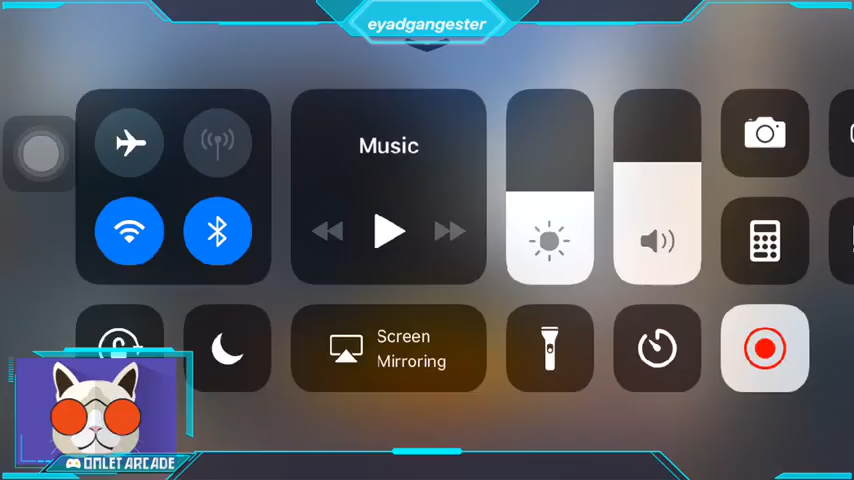 eyadgangester
Music
Screen
Mirroring
OMLET ARCADE